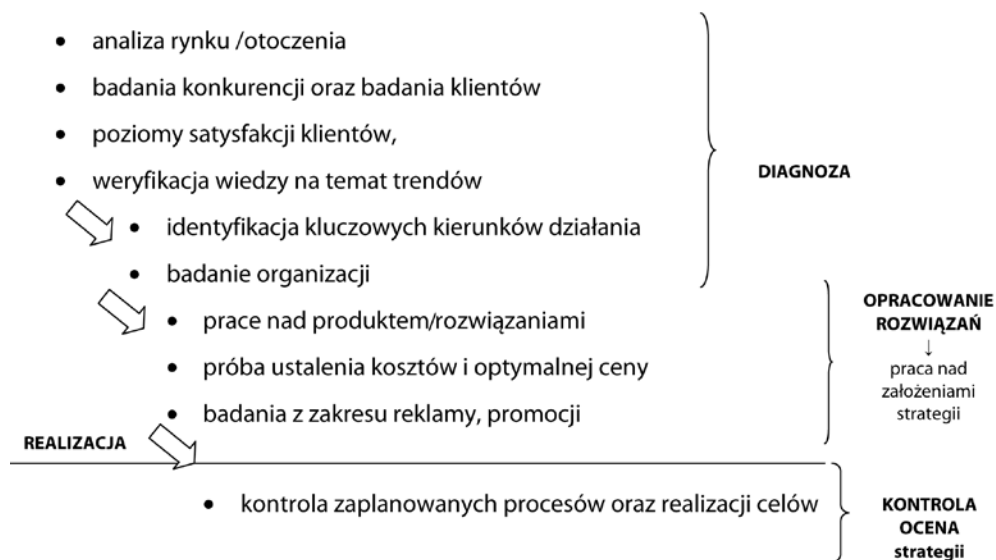 • analiza rynku /otoczenia
• badania konkurencji oraz badania klientów
• poziomy satysfakcji klientów,
• weryfikacja wiedzy na temat trendów
DIAGNOZA
• identyfikacja kluczowych kierunków działania
• badanie organizacji
• prace nad produktem/rozwiązaniami
• próba ustalenia kosztów i optymalnej ceny
• badania z zakresu reklamy, promocji
OPRACOWANIE
ROZWIĄZAŃ
↓
praca nad
założeniami
strategii
REALIZACJA
• kontrola zaplanowanych procesów oraz realizacji celów
KONTROLA
OCENA
strategii